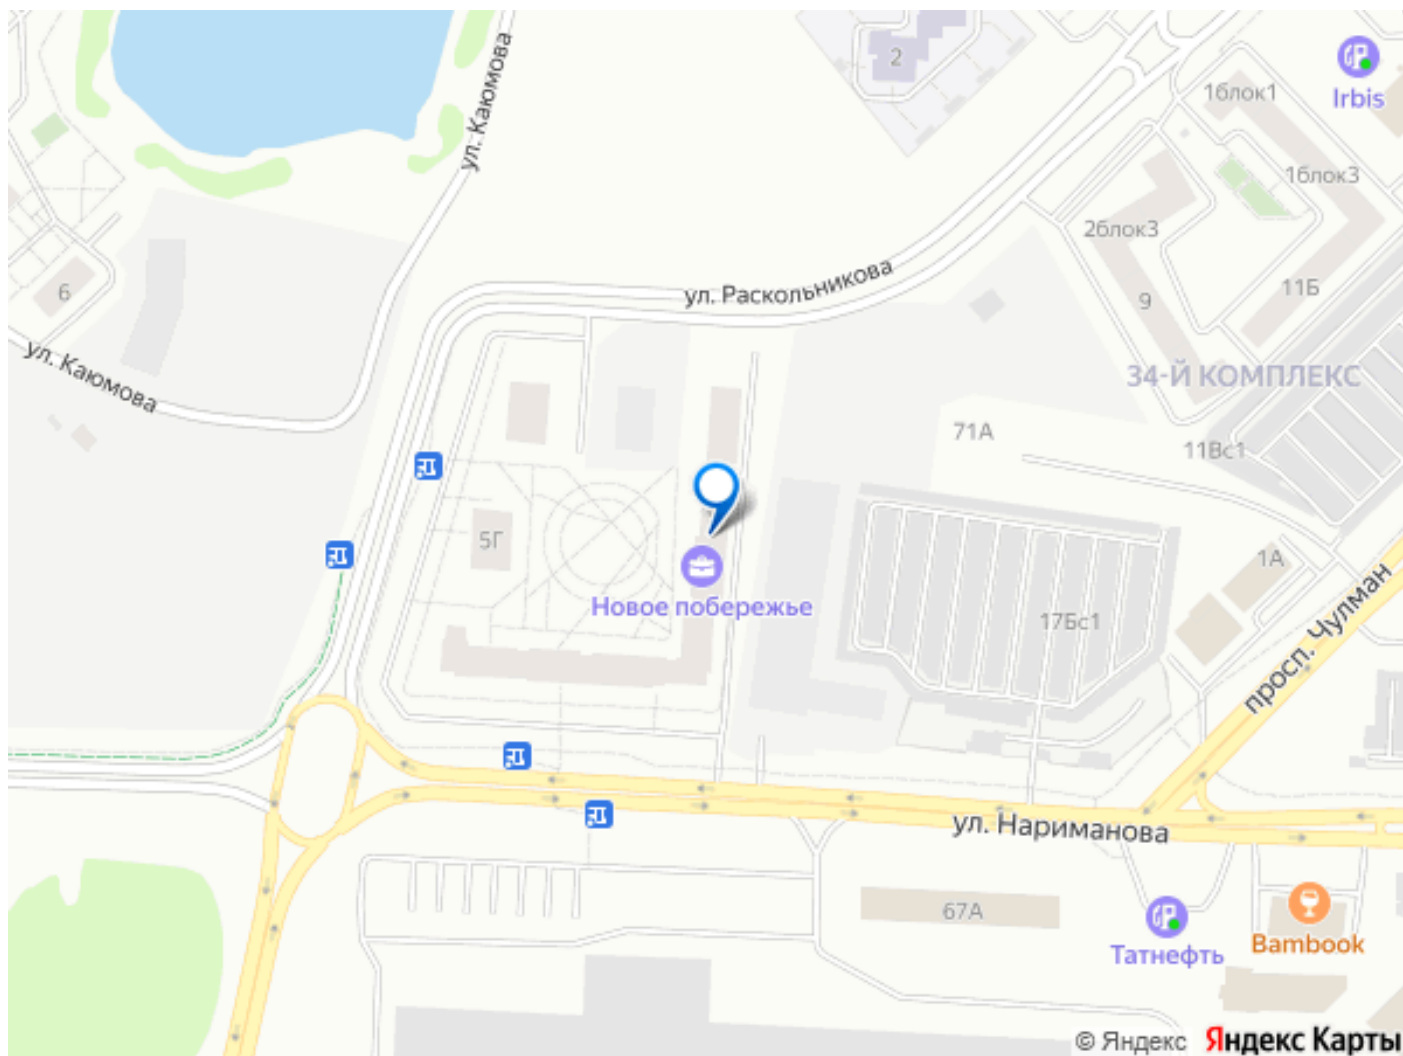 2
Irbis
1блок1
1блок3
2блок3
ул. Каюмова
ул. Раскольникова
6
9
11Б
34-Й КОМПЛЕКС
ул. Каюмова
71А
11Вс1
5Г
1А
Новое побережье
17Бс1
просп. Чулман
ул. Нариманова
67А
Татнефть
Bambook
© Яндекс Яндекс Карты